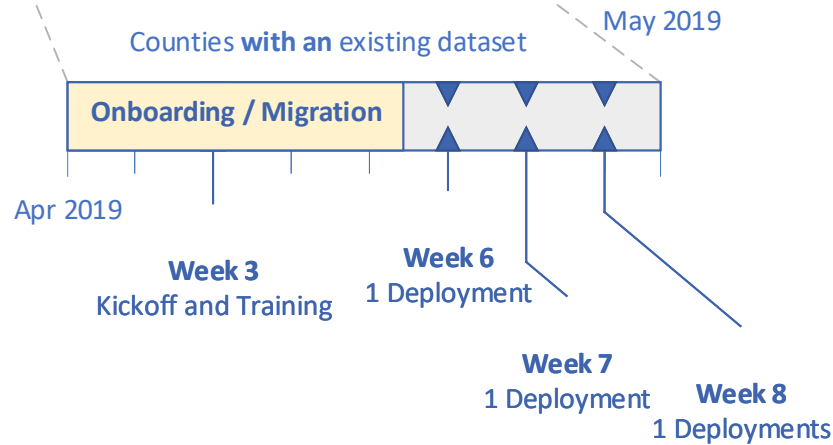 May 2019
Counties with an existing dataset
Onboarding / Migration
Apr 2019
Week 3
Kickoff and Training
Week 6
1 Deployment
Week 7
1 Deployment
Week 8
1 Deployments